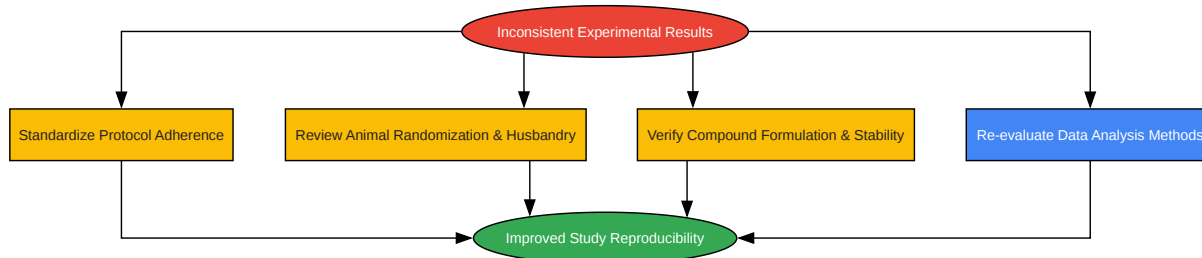 Inconsistent Experimental Results
Standardize Protocol Adherence
Review Animal Randomization & Husbandry
Verify Compound Formulation & Stability
Re-evaluate Data Analysis Methods
Improved Study Reproducibility